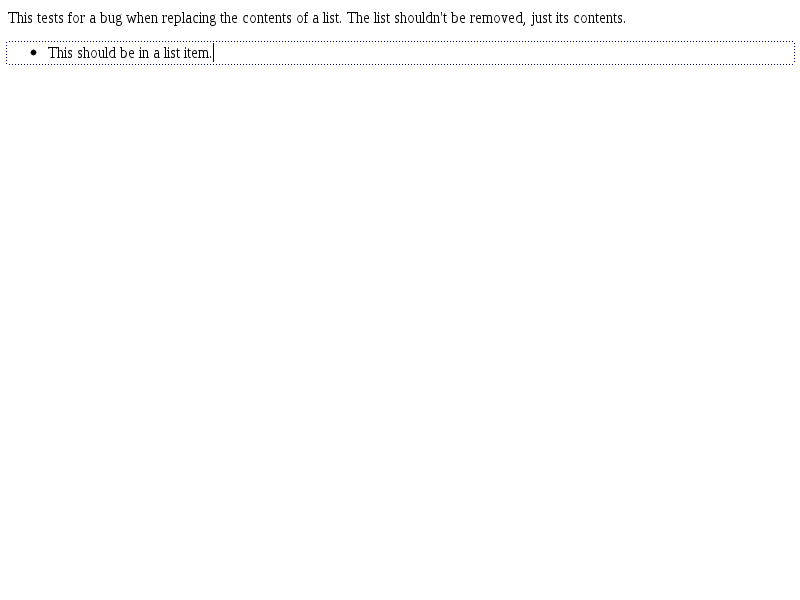 This tests for a bug when replacing the contents of a list. The list shouldn't be removed, just its contents.
• This should be in a list item.